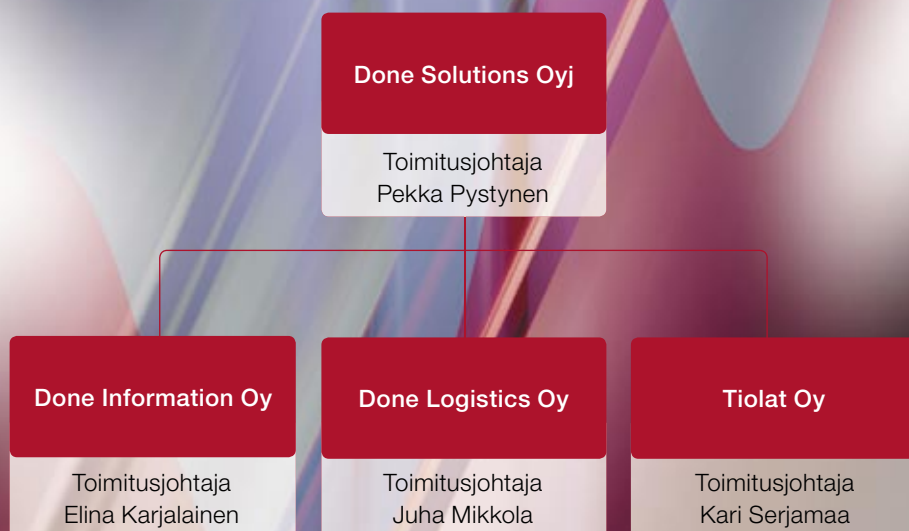 Done Solutions Oyj
Toimitusjohtaja
Pekka Pystynen
Done Information Oy
Toimitusjohtaja
Elina Karjalainen
Done Logistics Oy
Toimitusjohtaja
Juha Mikkola
Tiolat Oy
Toimitusjohtaja
Kari Serjamaa